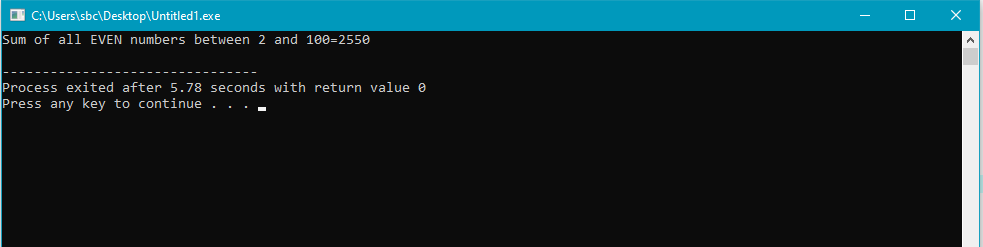 C:\Users\sbc\Desktop\Untitled1.exe
Sum of all EVEN numbers between 2 and 100=2550
--------------------------------
Process exited after 5.78 seconds with return value 0
Press any key to continue . . .